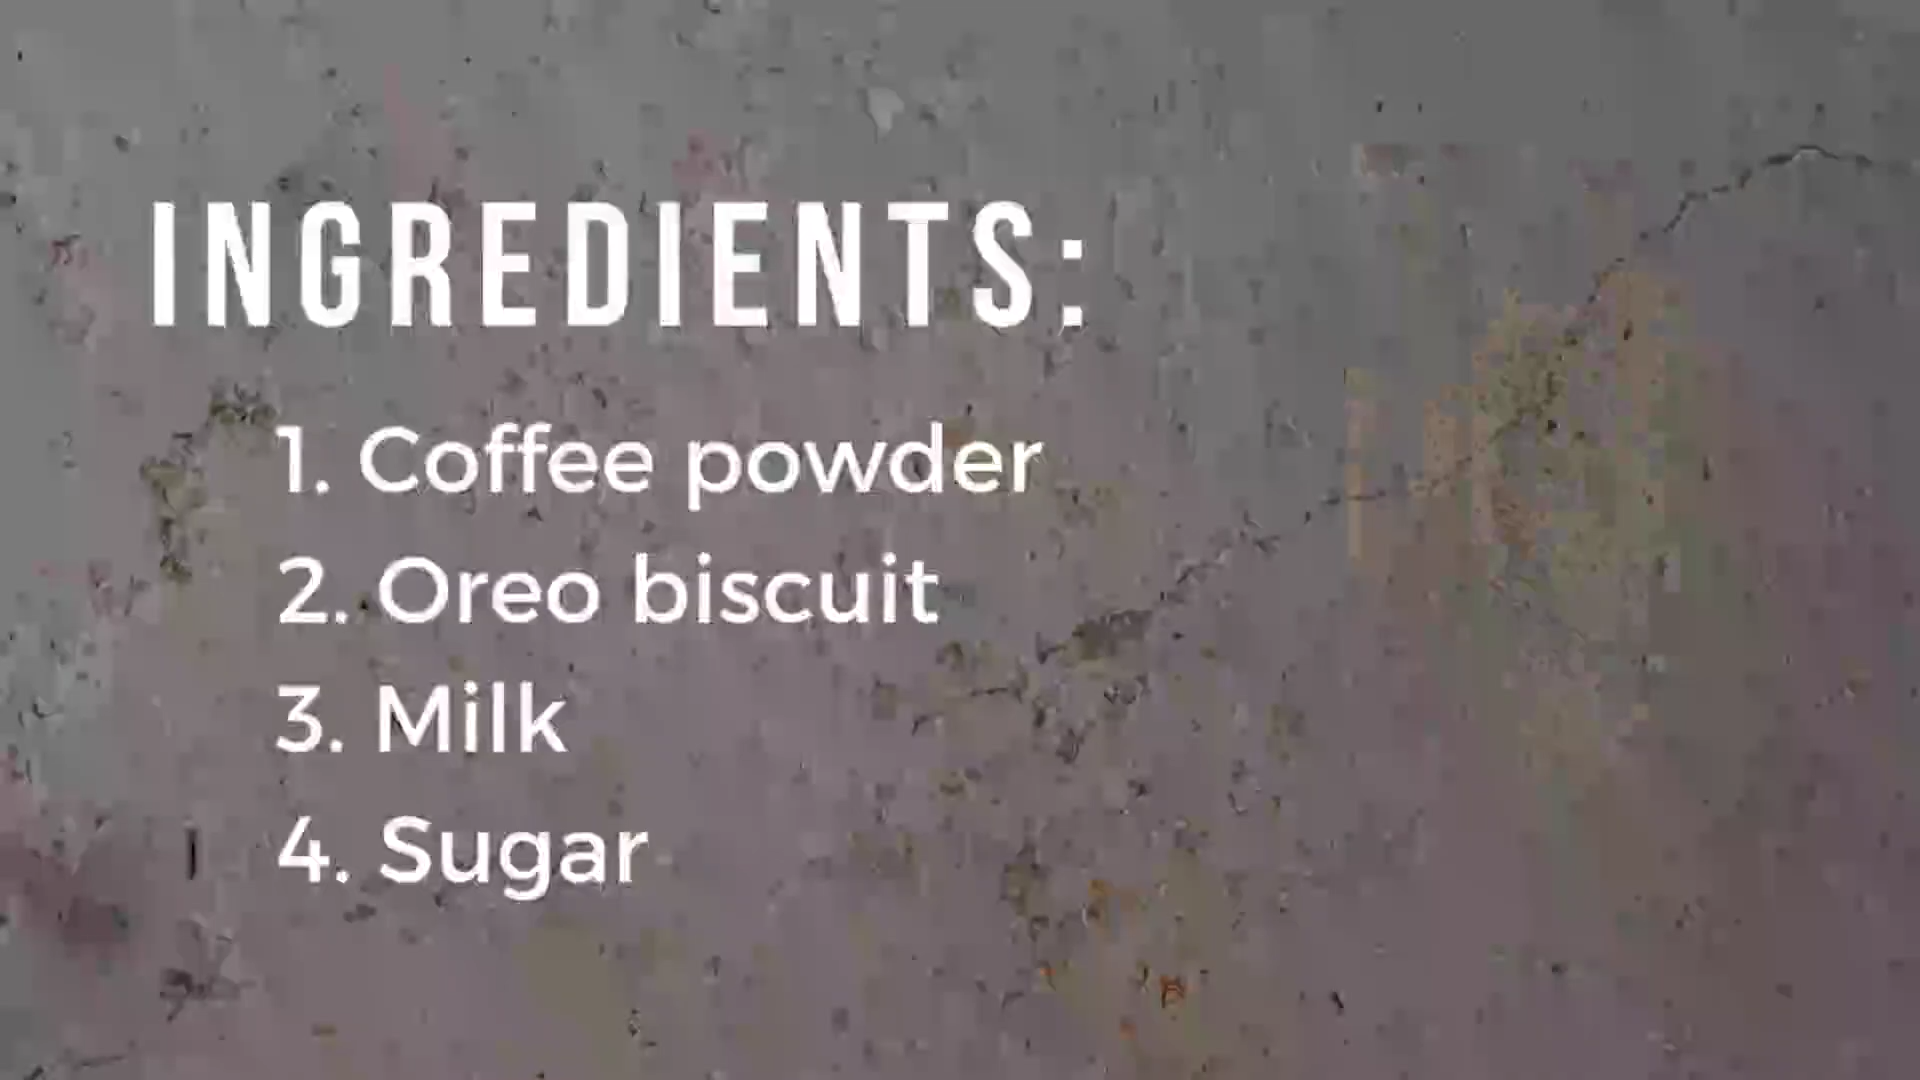 INGREDIENTS:
1. Coffee powder
2. Oreo biscuit
3. Milk
4. Sugar